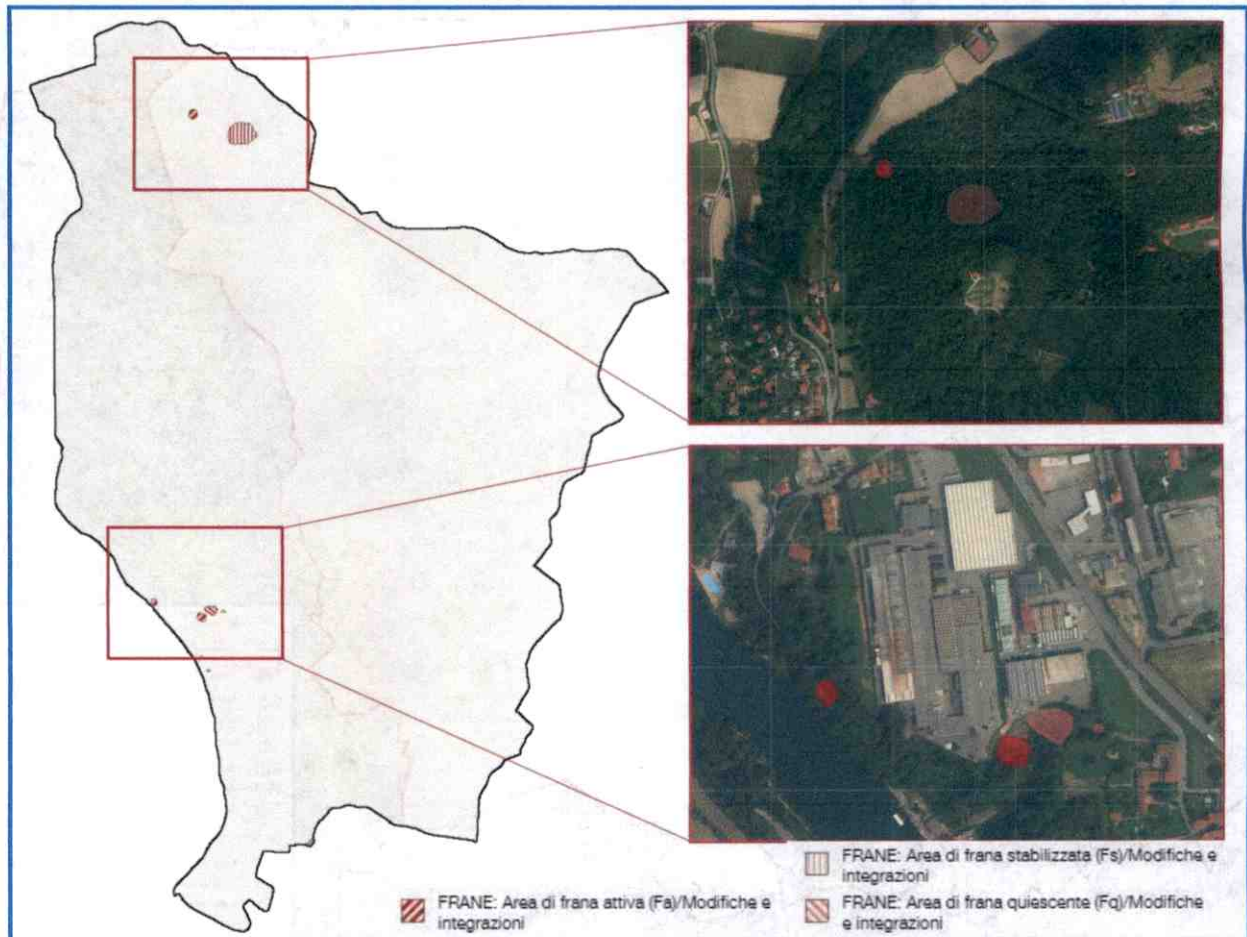 FRANE: Area di frana stabilizzata (Fs)/Modifiche e
integrazioni
FRANE: Area di frana attiva (Fa)/Modifiche e
integrazioni
FRANE: Area di frana quiescente (Fq)/Modifiche
e integrazioni